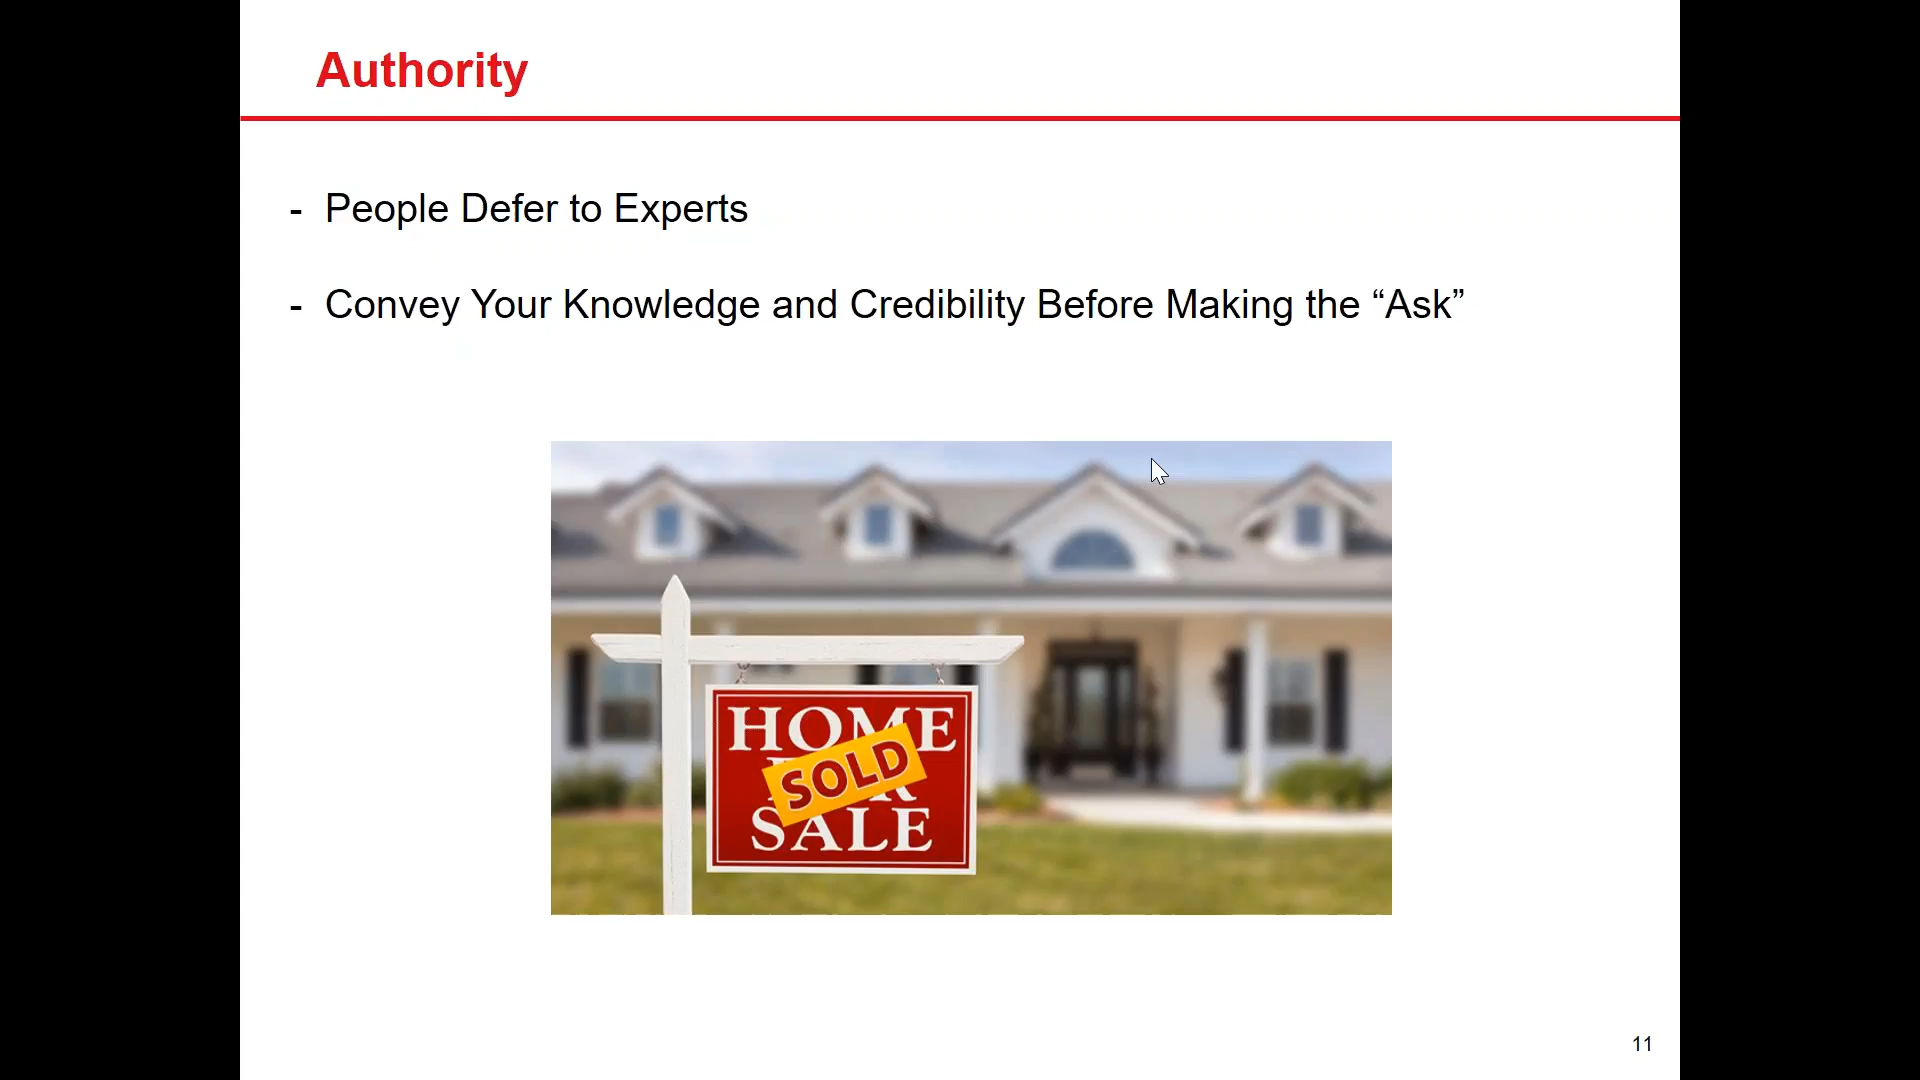 Authority
- People Defer to Experts
- Convey Your Knowledge and Credibility Before Making the “Ask”
HOME
SOLD
SALE
11